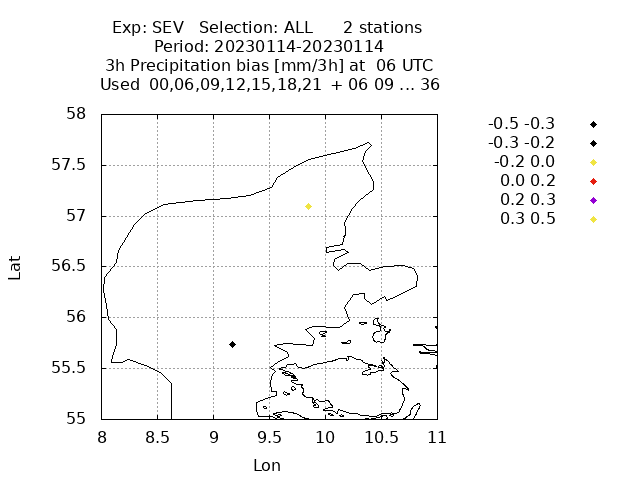 Exp: SEV   Selection: ALL      2 stations
Period: 20230114-20230114
3h Precipitation bias [mm/3h] at  06 UTC
Used  00,06,09,12,15,18,21  + 06 09 ... 36
58
57.5
57
56.5
56
55.5
55
8 8.5 9 9.5 10 10.5 11
Lat
Lon
-0.5 -0.3
-0.3 -0.2
-0.2 0.0
0.0 0.2
0.2 0.3
0.3 0.5